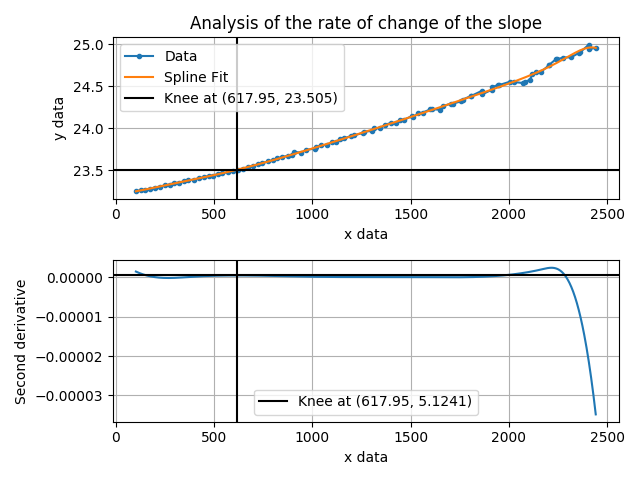 Analysis of the rate of change of the slope
25.0
24.5
24.0
23.5
y data
Data
Spline Fit
Knee at (617.95, 23.505)
0 500 1000 1500 2000 2500
x data
0.00000
−0.00001
−0.00002
−0.00003
Second derivative
Knee at (617.95, 5.1241)
0 500 1000 1500 2000 2500
x data